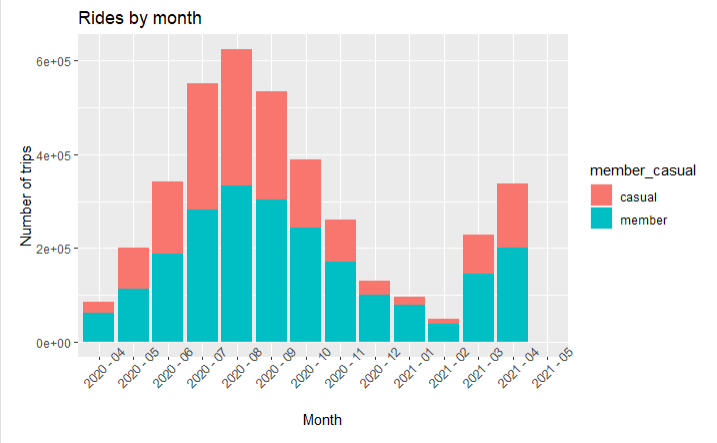 Rides by month
6e+05
4e+05
2e+05
0e+00
Number of trips
2020 - 04
2020 - 05
2020 - 06
2020 - 07
2020 - 08
2020 - 09
2020 - 10
2020 - 11
2020 - 12
2021 - 01
2021 - 02
2021 - 03
2021 - 04
2021 - 05
Month
member_casual
casual
member